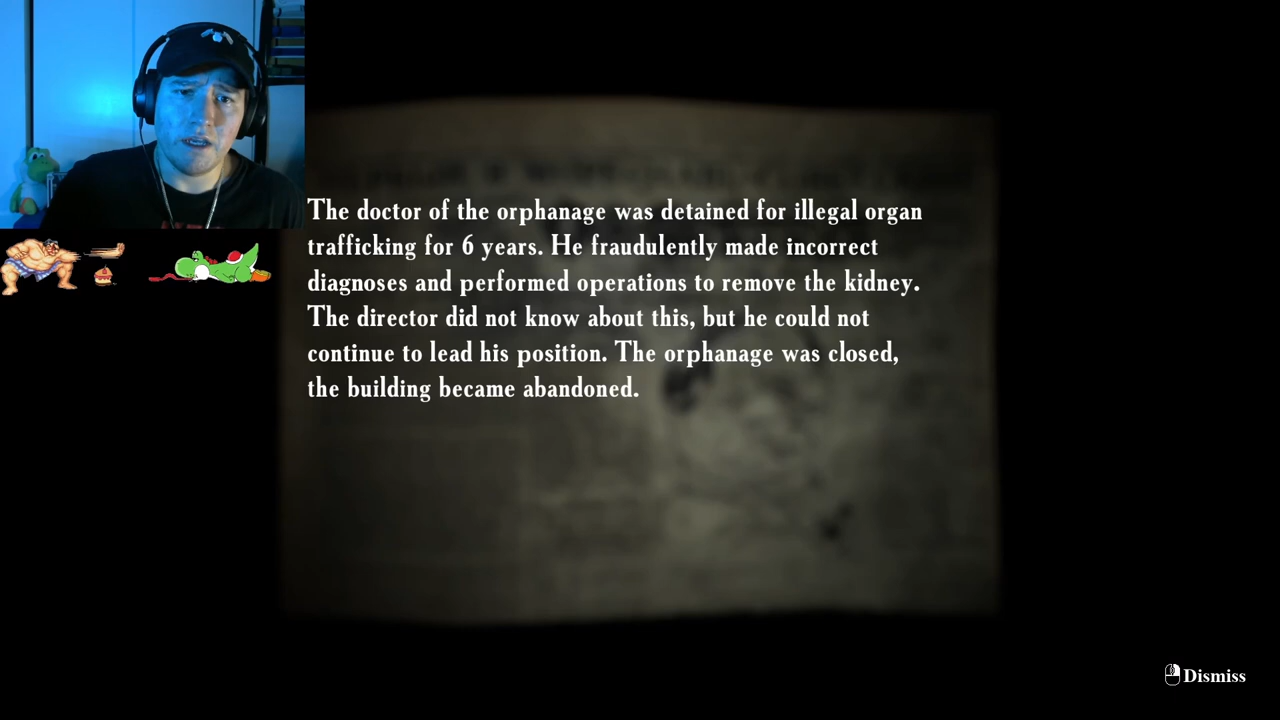 The doctor of the orphanage was detained for illegal organ
trafficking for 6 years. He fraudulently made incorrect
diagnoses and performed operations to remove the kidney.
The director did not know about this, but he could not
continue to lead his position. The orphanage was closed,
the building became abandoned.
Dismiss